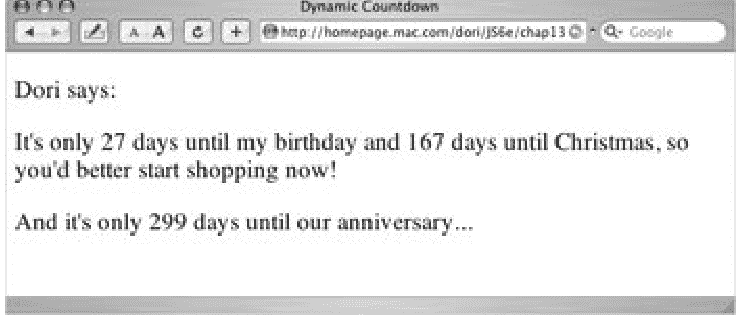 Dynamic Countdown
A A + http://homepage.mac.com/dori/JS6e/chap13 Google
Dori says:
It's only 27 days until my birthday and 167 days until Christmas, so
you'd better start shopping now!
And it's only 299 days until our anniversary...